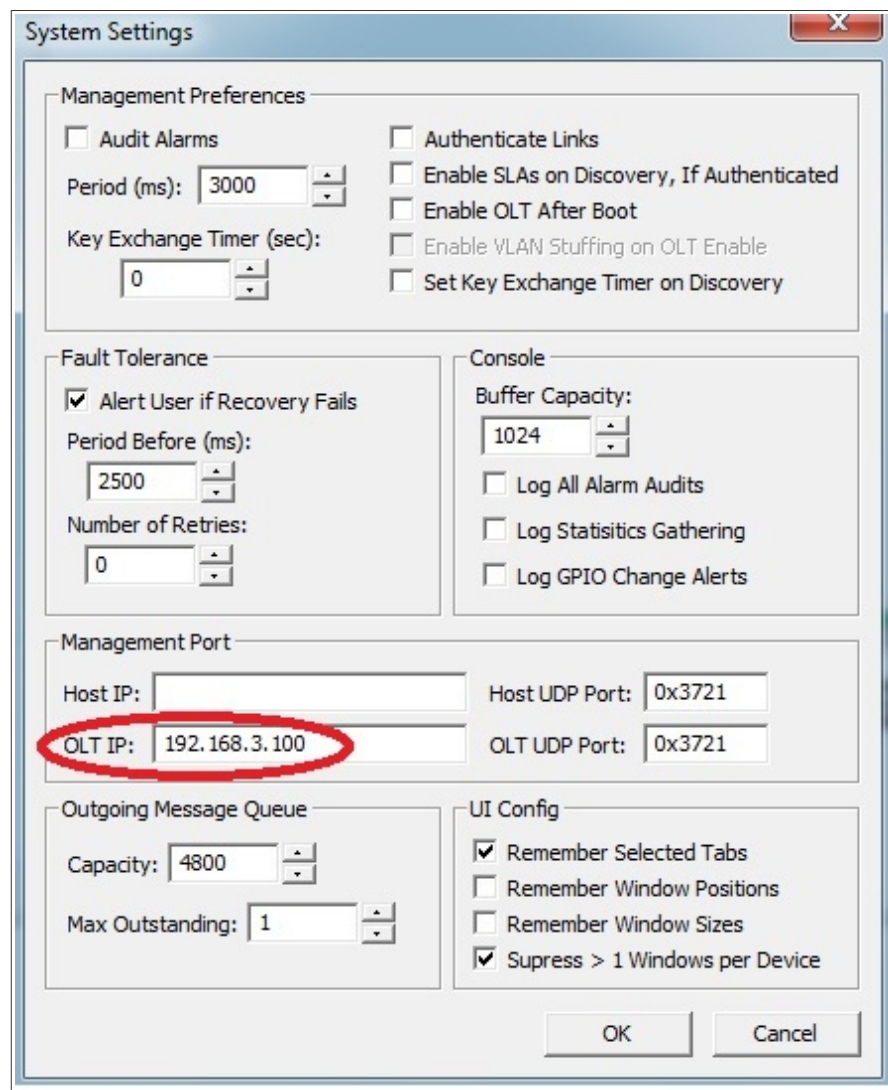 System Settings
Management Preferences
Audit Alarms
Period (ms): 3000
Key Exchange Timer (sec):
0
Authenticate Links
Enable SLAs on Discovery, If Authenticated
Enable OLT After Boot
Enable VLAN Stuffing on OLT Enable
Set Key Exchange Timer on Discovery
Fault Tolerance
Alert User if Recovery Fails
Period Before (ms):
2500
Number of Retries:
0
Console
Buffer Capacity:
1024
Log All Alarm Audits
Log Statisitics Gathering
Log GPIO Change Alerts
Management Port
Host IP:
Host UDP Port: 0x3721
OLT IP: 192.168.3.100
OLT UDP Port: 0x3721
Outgoing Message Queue
Capacity: 4800
Max Outstanding: 1
UI Config
Remember Selected Tabs
Remember Window Positions
Remember Window Sizes
Supress > 1 Windows per Device
OK
Cancel